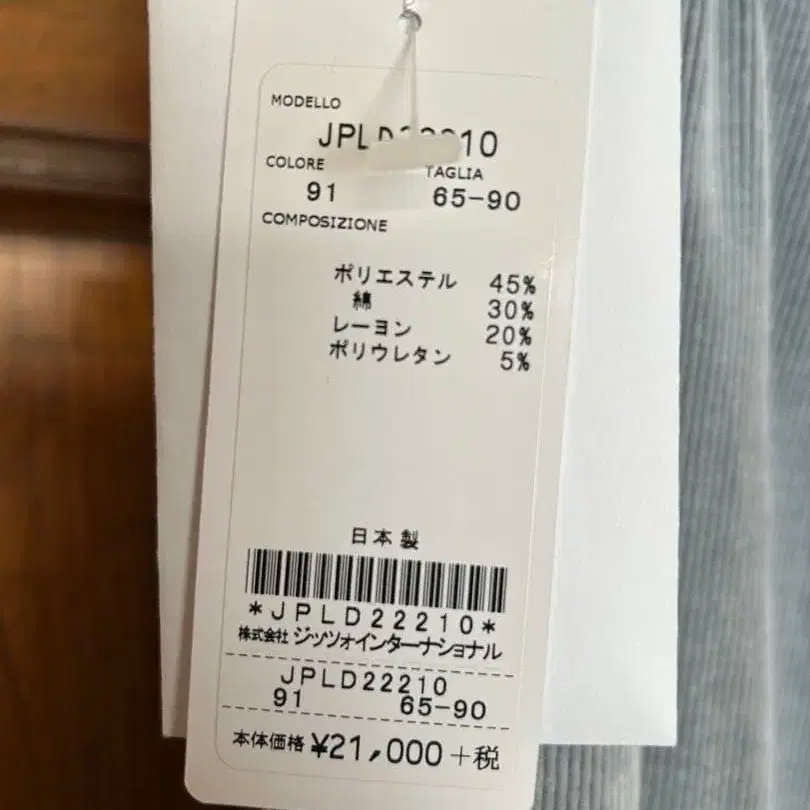 MODELLO
JPLD22210
COLORE TAGLIA
91 65-90
COMPOSIZIONE
ポリエステル 45%
綿 30%
レーヨン 20%
ポリウレタン 5%
日本製
*JPLD22210*
株式会社 ジッツォインターナショナル
JPLD22210
91 65-90
本体価格 ¥21,000 +税